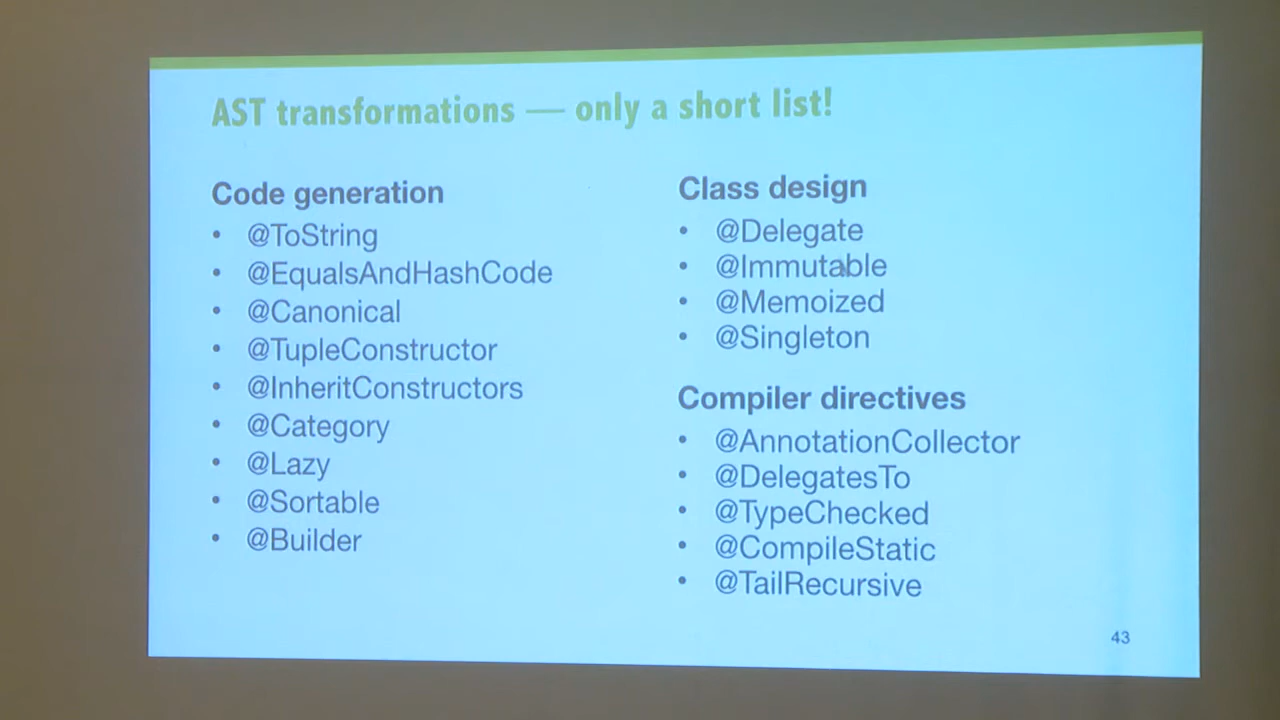 AST transformations — only a short list!
Code generation
• @ToString
• @EqualsAndHashCode
• @Canonical
• @TupleConstructor
• @InheritConstructors
• @Category
• @Lazy
• @Sortable
• @Builder
Class design
• @Delegate
• @Immutable
• @Memoized
• @Singleton
Compiler directives
• @AnnotationCollector
• @DelegatesTo
• @TypeChecked
• @CompileStatic
• @TailRecursive
43